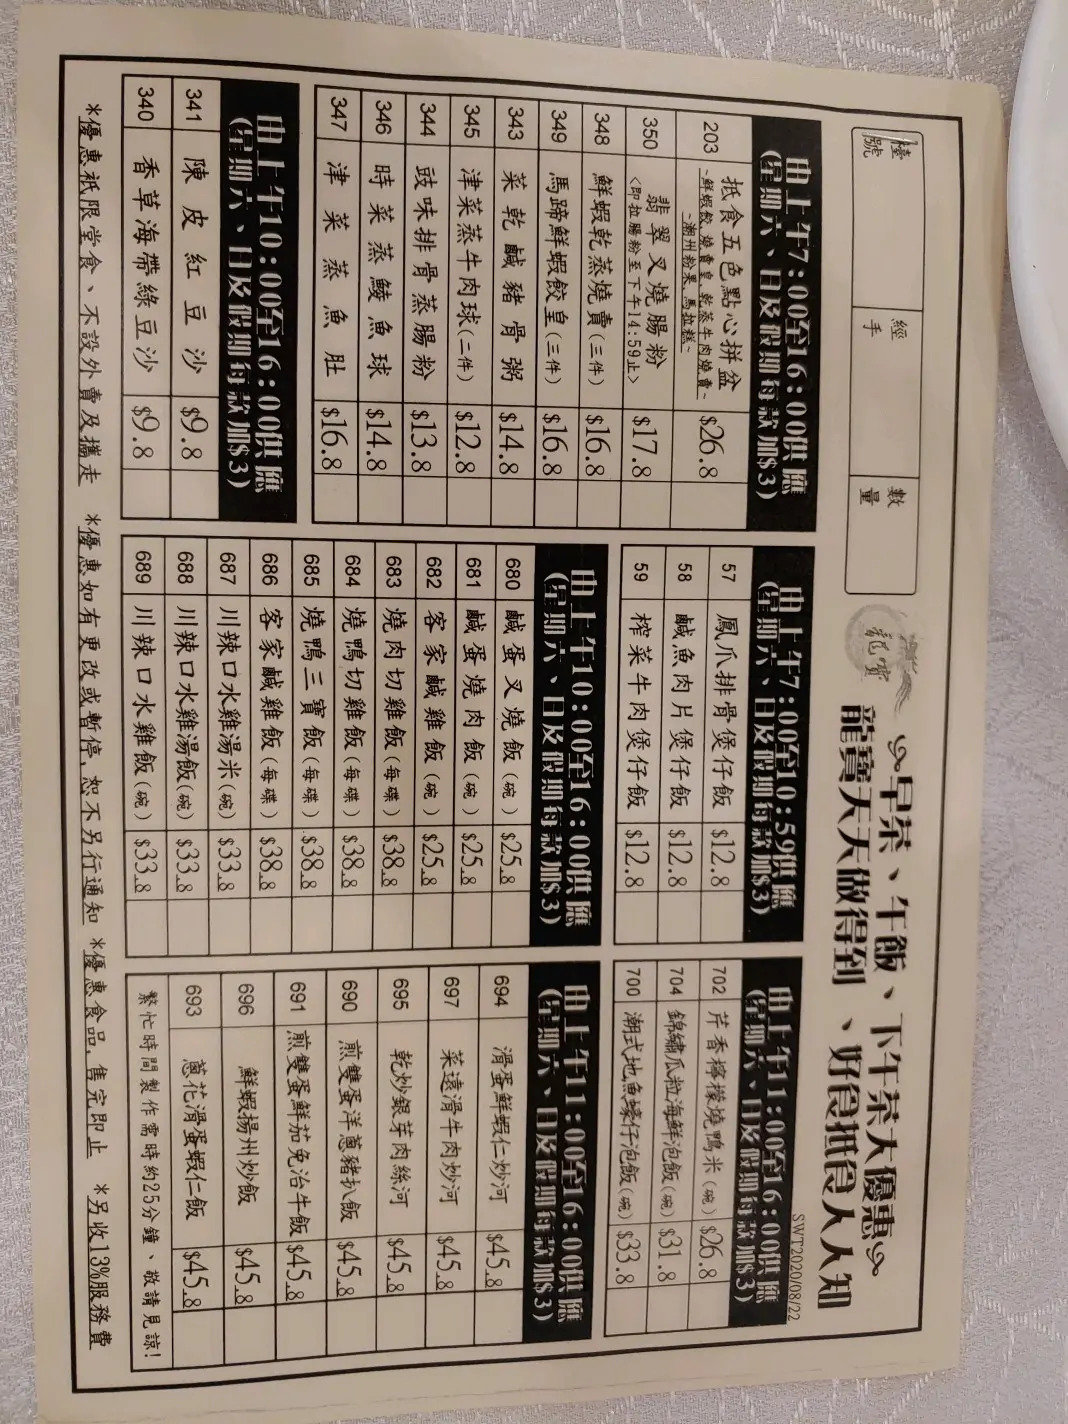 檯號
經手
數量
龍寶
早茶、午飯、下午茶大優惠
龍寶天天做得到、好食抵食人人知
SWT2020/08/22
由上午7:00至16:00供應
(星期六、日及假期每款加$3)
203 抵食五色點心拼盆 $26.8
~鮮蝦餃,燒賣皇,乾蒸牛肉燒賣~
~潮州粉果,馬拉糕~
350 翡翠叉燒腸粉 $17.8
<即拉腸粉至下午14:59止>
348 鮮蝦乾蒸燒賣(三件) $16.8
349 馬蹄鮮蝦餃皇(三件) $16.8
343 菜乾鹹豬骨粥 $14.8
345 津菜蒸牛肉球(二件) $12.8
344 豉味排骨蒸腸粉 $13.8
346 時菜蒸鯪魚球 $14.8
347 津菜蒸魚肚 $16.8
由上午10:00至16:00供應
(星期六、日及假期每款加$3)
341 陳皮紅豆沙 $9.8
340 香草海帶綠豆沙 $9.8
由上午7:00至10:59供應
(星期六、日及假期每款加$3)
57 鳳爪排骨煲仔飯 $12.8
58 鹹魚肉片煲仔飯 $12.8
59 榨菜牛肉煲仔飯 $12.8
由上午10:00至16:00供應
(星期六、日及假期每款加$3)
680 鹹蛋叉燒飯(碗) $25.8
681 鹹蛋燒肉飯(碗) $25.8
682 客家鹹雞飯(碗) $25.8
683 燒肉切雞飯(每碟) $38.8
684 燒鴨切雞飯(每碟) $38.8
685 燒鴨三寶飯(每碟) $38.8
686 客家鹹雞飯(每碟) $38.8
687 川辣口水雞湯米(碗) $33.8
688 川辣口水雞湯飯(碗) $33.8
689 川辣口水雞飯(碗) $33.8
由上午11:00至16:00供應
(星期六、日及假期每款加$3)
702 芹香檸檬燒鴨米(碗) $26.8
704 錦繡瓜粒海鮮泡飯(碗) $31.8
700 潮式地魚蠔仔泡飯(碗) $33.8
由上午11:00至16:00供應
(星期六、日及假期每款加$3)
694 滑蛋鮮蝦仁炒河 $45.8
697 菜遠滑牛肉炒河 $45.8
695 乾炒銀芽肉絲河 $45.8
690 煎雙蛋洋蔥豬扒飯 $45.8
691 煎雙蛋鮮茄免治牛飯 $45.8
696 鮮蝦揚州炒飯 $45.8
693 蔥花滑蛋蝦仁飯 $45.8
繁忙時間製作需時約25分鐘、敬請見諒!
*優惠祇限堂食、不設外賣及攜走 *優惠如有更改或暫停,恕不另行通知 *優惠食品,售完即止 *另收13%服務費